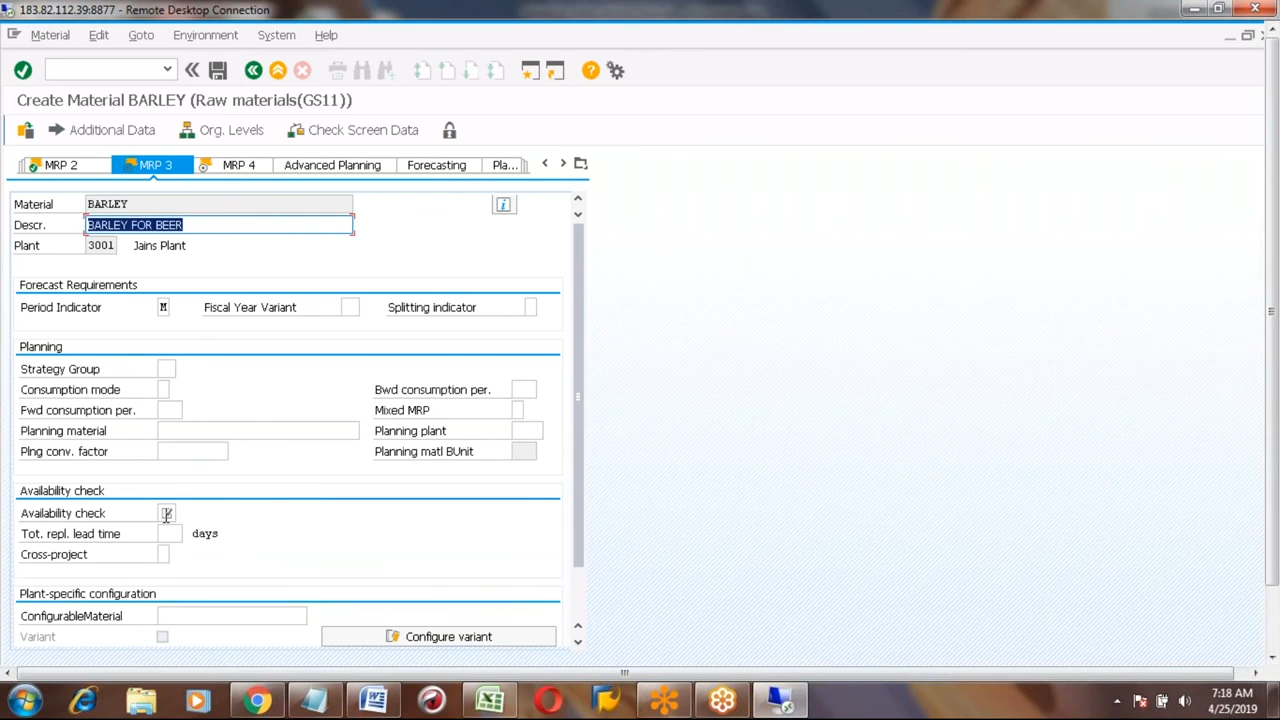 183.82.112.39:8877 - Remote Desktop Connection
Material Edit Goto Environment System Help
Create Material BARLEY (Raw materials(GS11))
Additional Data Org. Levels Check Screen Data
MRP 2 MRP 3 MRP 4 Advanced Planning Forecasting Pla...
Material BARLEY
Descr. BARLEY FOR BEER
Plant 3001 Jains Plant
Forecast Requirements
Period Indicator M Fiscal Year Variant Splitting indicator
Planning
Strategy Group
Consumption mode Bwd consumption per.
Fwd consumption per. Mixed MRP
Planning material Planning plant
Plng conv. factor Planning matl BUnit
Availability check
Availability check
Tot. repl. lead time days
Cross-project
Plant-specific configuration
ConfigurableMaterial
Variant Configure variant
7:18 AM
4/25/2019